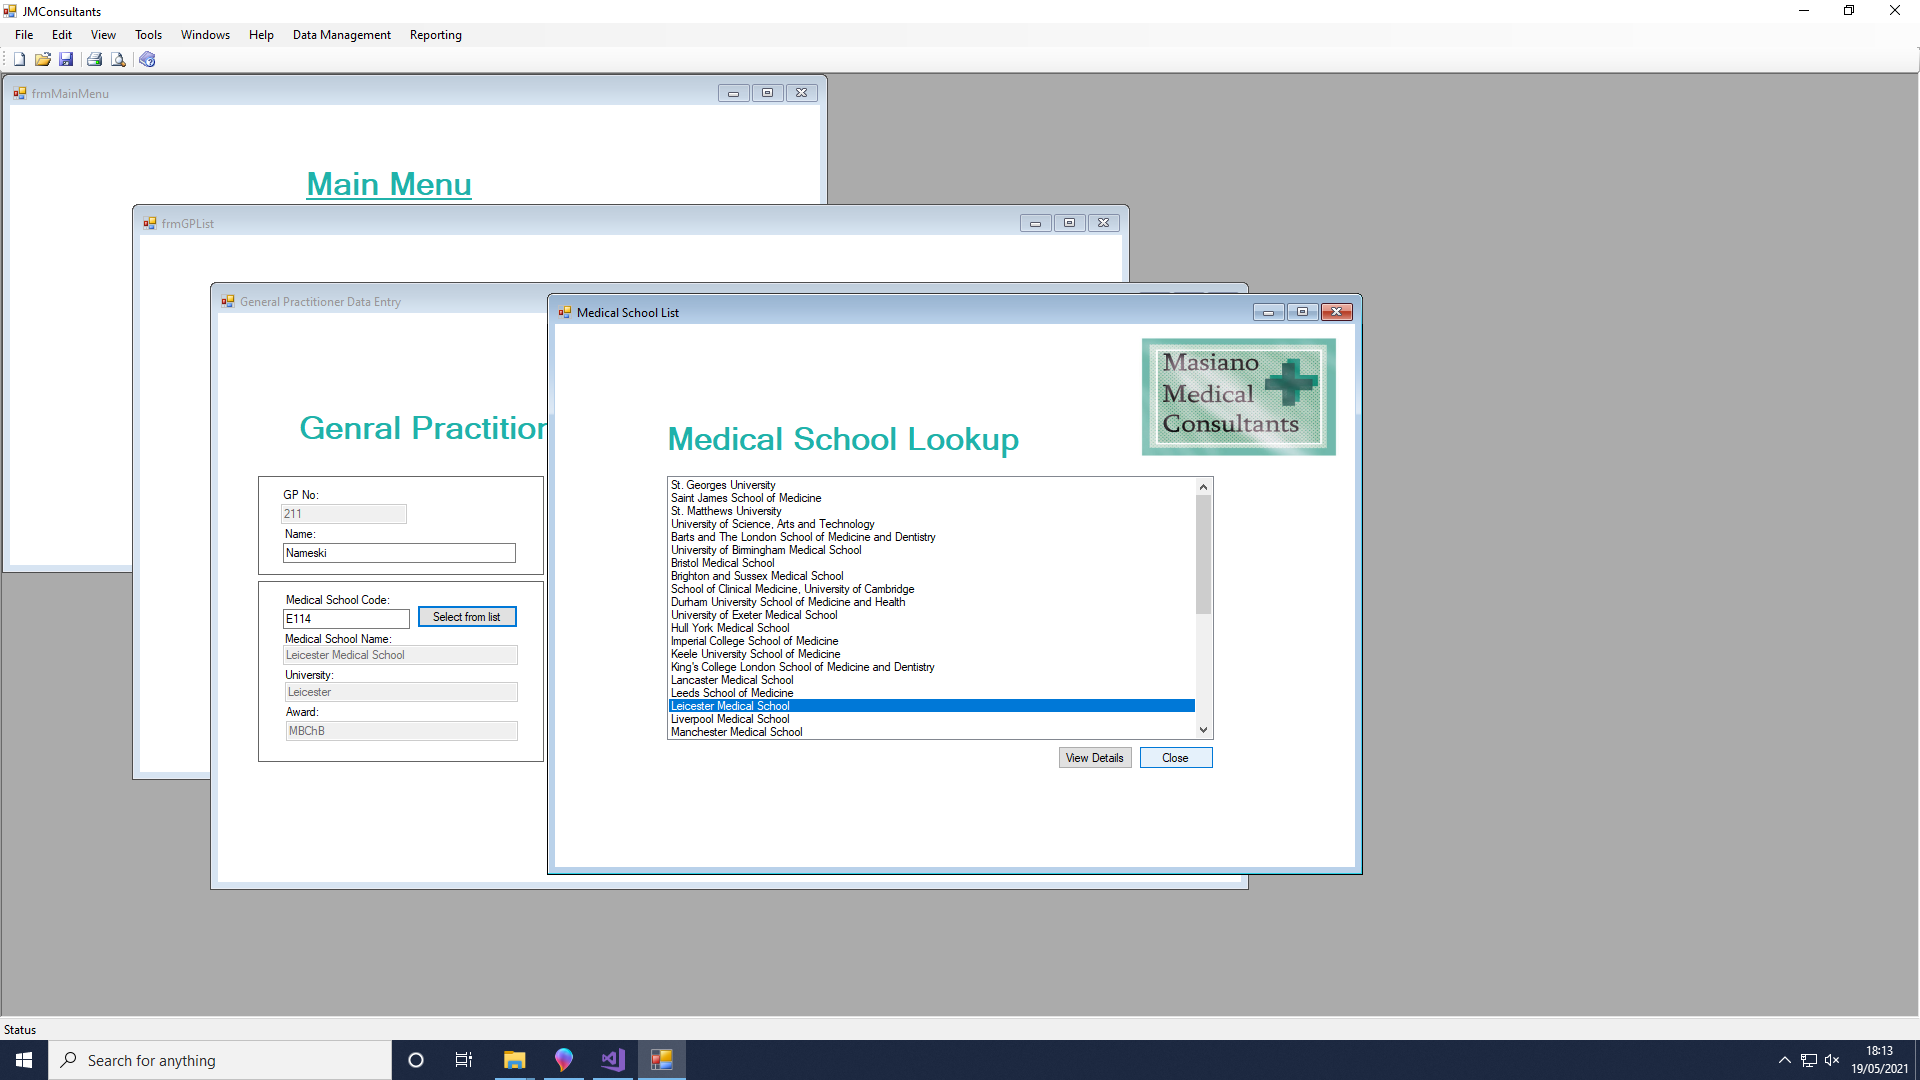 JMConsultants
File Edit View Tools Windows Help Data Management Reporting
frmMainMenu
Main Menu
frmGPList
General Practitioner Data Entry
Genral Practition
GP No:
211
Name:
Nameski
Medical School Code:
E114
Select from list
Medical School Name:
Leicester Medical School
University:
Leicester
Award:
MBChB
Medical School List
Masiano
Medical
Consultants
Medical School Lookup
St. Georges University
Saint James School of Medicine
St. Matthews University
University of Science, Arts and Technology
Barts and The London School of Medicine and Dentistry
University of Birmingham Medical School
Bristol Medical School
Brighton and Sussex Medical School
School of Clinical Medicine, University of Cambridge
Durham University School of Medicine and Health
University of Exeter Medical School
Hull York Medical School
Imperial College School of Medicine
Keele University School of Medicine
King's College London School of Medicine and Dentistry
Lancaster Medical School
Leeds School of Medicine
Leicester Medical School
Liverpool Medical School
Manchester Medical School
View Details Close
Status
Search for anything
18:13
19/05/2021